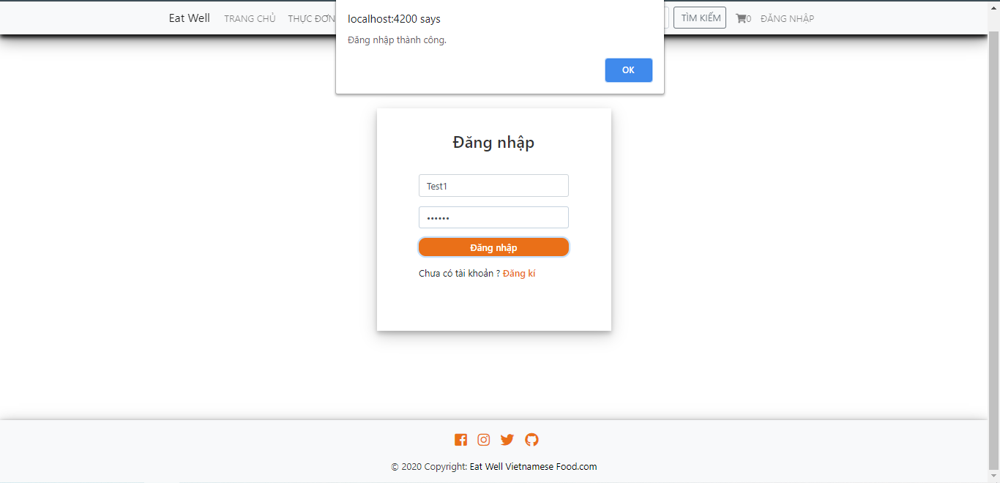 Eat Well TRANG CHỦ THỰC ĐƠN TÌM KIẾM 0 ĐĂNG NHẬP
localhost:4200 says
Đăng nhập thành công.
OK
Đăng nhập
Test1
••••••
Đăng nhập
Chưa có tài khoản ? Đăng kí
© 2020 Copyright: Eat Well Vietnamese Food.com